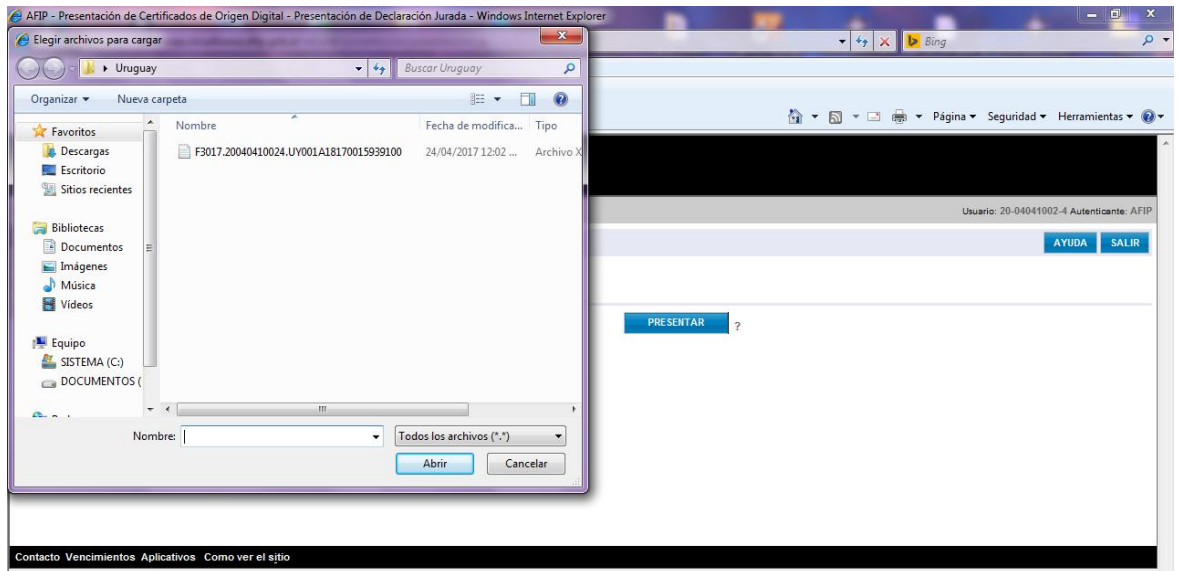 AFIP - Presentación de Certificados de Origen Digital - Presentación de Declaración Jurada - Windows Internet Explorer
Elegir archivos para cargar
Bing
Uruguay
Buscar Uruguay
Organizar
Nueva carpeta
Página
Seguridad
Herramientas
Favoritos
Descargas
Escritorio
Sitios recientes
Bibliotecas
Documentos
Imágenes
Música
Vídeos
Equipo
SISTEMA (C:)
DOCUMENTOS (
Nombre
Fecha de modifica...
Tipo
F3017.20040410024.UY001A18170015939100
24/04/2017 12:02 ...
Archivo X
Nombre:
Todos los archivos (*.*)
Abrir
Cancelar
Usuario: 20-04041002-4 Autenticante: AFIP
AYUDA
SALIR
PRESENTAR
?
Contacto Vencimientos Aplicativos Como ver el sitio